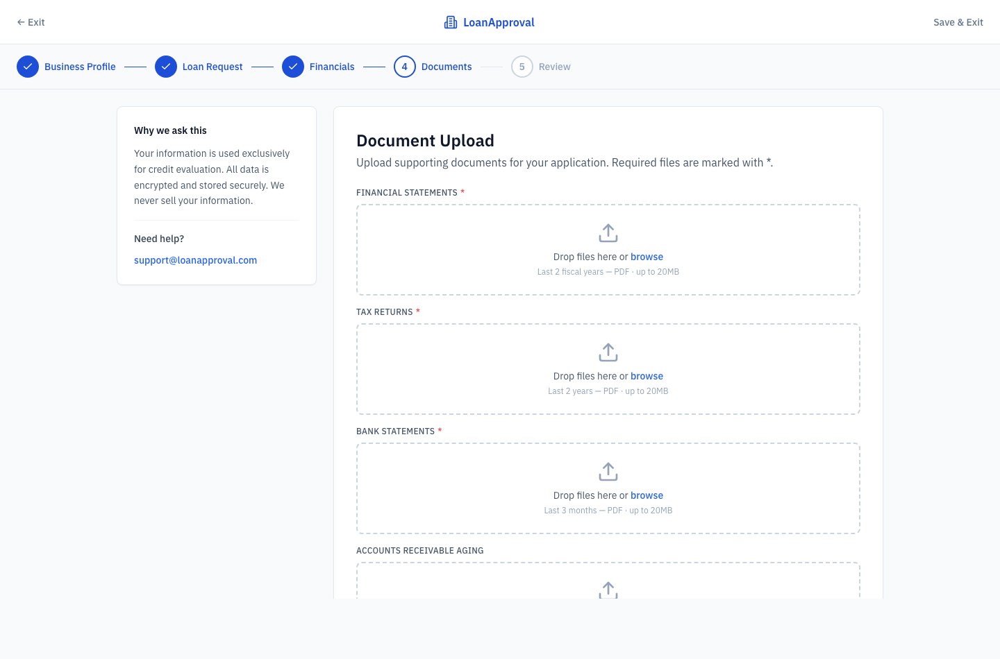 ← Exit
LoanApproval
Save & Exit
Business Profile
Loan Request
Financials
4 Documents
5 Review
Why we ask this
Your information is used exclusively
for credit evaluation. All data is
encrypted and stored securely. We
never sell your information.
Need help?
support@loanapproval.com
Document Upload
Upload supporting documents for your application. Required files are marked with *.
FINANCIAL STATEMENTS *
Drop files here or browse
Last 2 fiscal years — PDF · up to 20MB
TAX RETURNS *
Drop files here or browse
Last 2 years — PDF · up to 20MB
BANK STATEMENTS *
Drop files here or browse
Last 3 months — PDF · up to 20MB
ACCOUNTS RECEIVABLE AGING